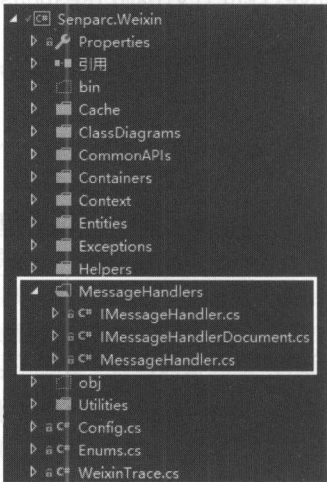 C# Senparc.Weixin
Properties
引用
bin
Cache
ClassDiagrams
CommonAPIs
Containers
Context
Entities
Exceptions
Helpers
MessageHandlers
C# IMessageHandler.cs
C# IMessageHandlerDocument.cs
C# MessageHandler.cs
obj
Utilities
C# Config.cs
C# Enums.cs
C# WeixinTrace.cs